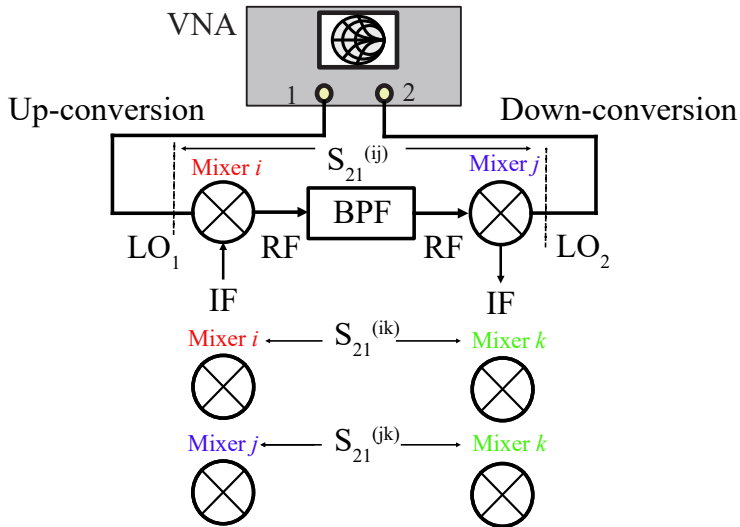 VNA
1 2
Up-conversion Down-conversion
S₂₁⁽ⁱʲ⁾
Mixer i Mixer j
BPF
LO₁ RF RF LO₂
IF IF
Mixer i S₂₁⁽ⁱᵏ⁾ Mixer k
Mixer j S₂₁⁽ʲᵏ⁾ Mixer k